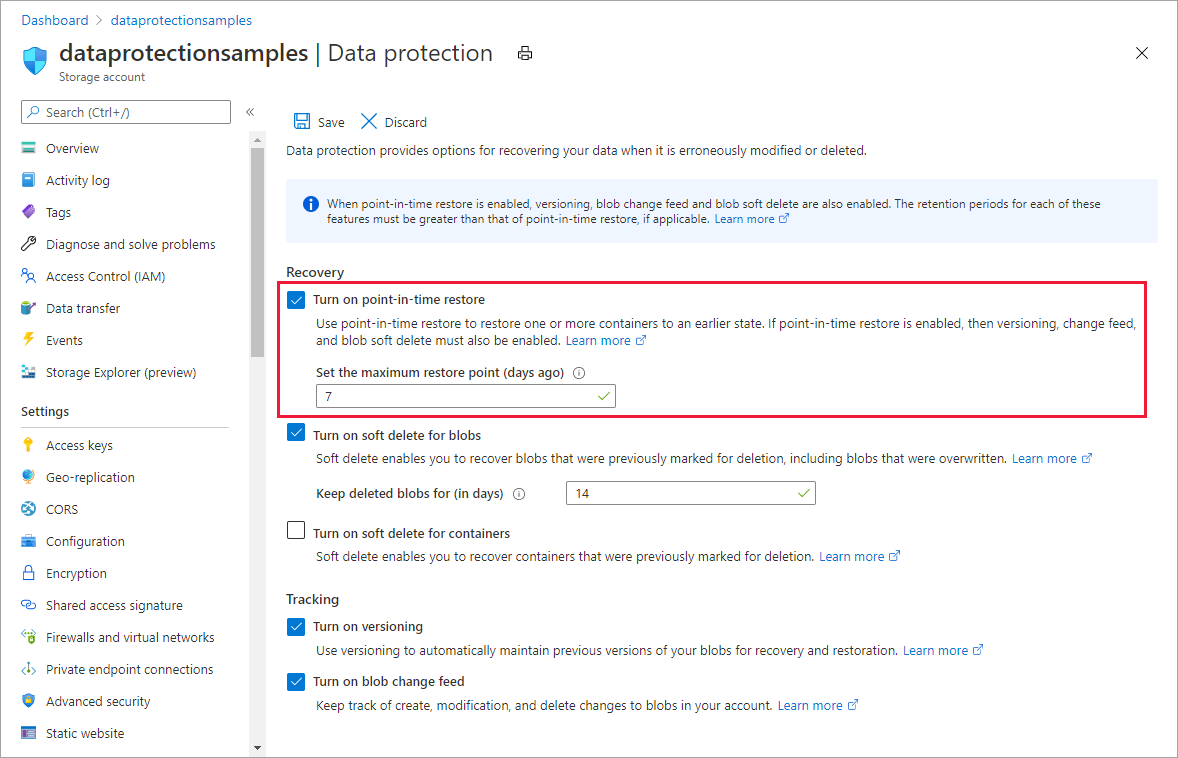 Dashboard > dataprotectionsamples
dataprotectionsamples | Data protection
Storage account
Search (Ctrl+/)
«
Overview
Activity log
Tags
Diagnose and solve problems
Access Control (IAM)
Data transfer
Events
Storage Explorer (preview)
Settings
Access keys
Geo-replication
CORS
Configuration
Encryption
Shared access signature
Firewalls and virtual networks
Private endpoint connections
Advanced security
Static website
Save Discard
Data protection provides options for recovering your data when it is erroneously modified or deleted.
When point-in-time restore is enabled, versioning, blob change feed and blob soft delete are also enabled. The retention periods for each of these
features must be greater than that of point-in-time restore, if applicable. Learn more
Recovery
Turn on point-in-time restore
Use point-in-time restore to restore one or more containers to an earlier state. If point-in-time restore is enabled, then versioning, change feed,
and blob soft delete must also be enabled. Learn more
Set the maximum restore point (days ago)
7
Turn on soft delete for blobs
Soft delete enables you to recover blobs that were previously marked for deletion, including blobs that were overwritten. Learn more
Keep deleted blobs for (in days) 14
Turn on soft delete for containers
Soft delete enables you to recover containers that were previously marked for deletion. Learn more
Tracking
Turn on versioning
Use versioning to automatically maintain previous versions of your blobs for recovery and restoration. Learn more
Turn on blob change feed
Keep track of create, modification, and delete changes to blobs in your account. Learn more